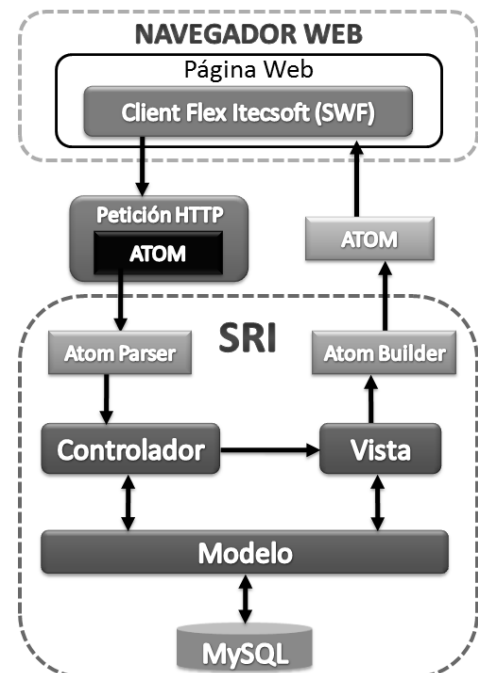 NAVEGADOR WEB
Página Web
Client Flex Itecsoft (SWF)
Petición HTTP
ATOM
ATOM
SRI
Atom Parser
Atom Builder
Controlador
Vista
Modelo
MySQL